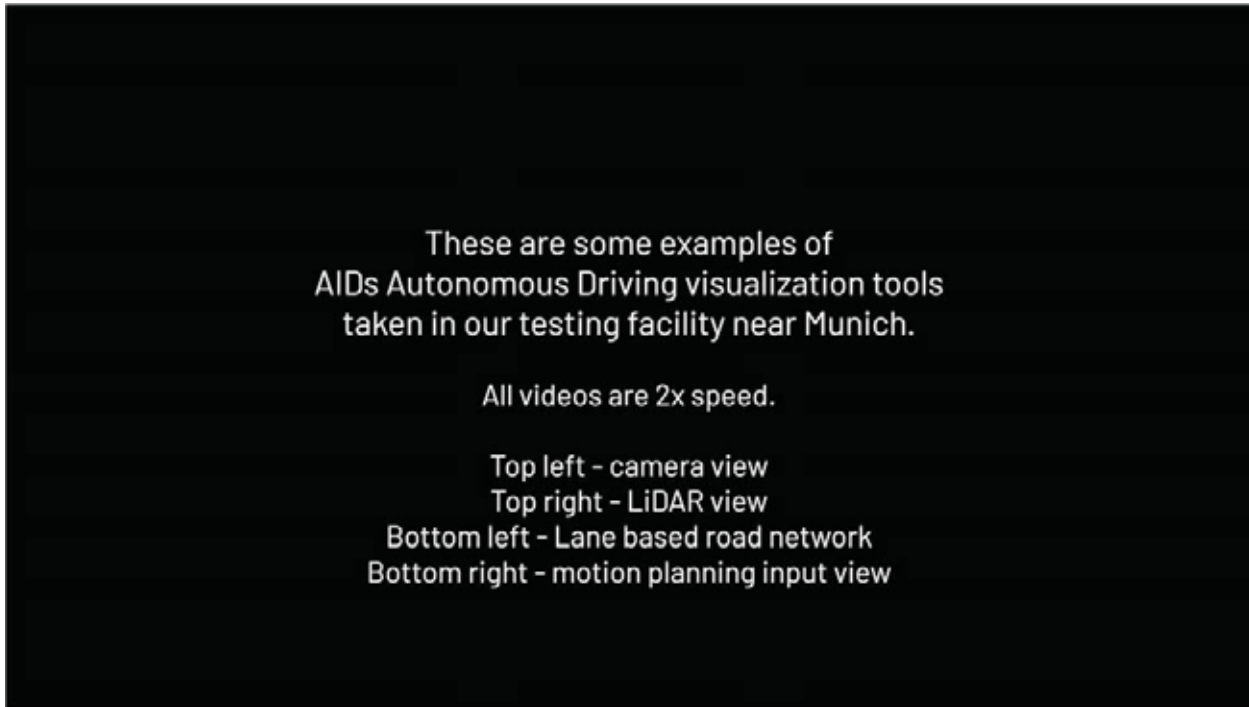 These are some examples of
AIDs Autonomous Driving visualization tools
taken in our testing facility near Munich.
All videos are 2x speed.
Top left - camera view
Top right - LiDAR view
Bottom left - Lane based road network
Bottom right - motion planning input view